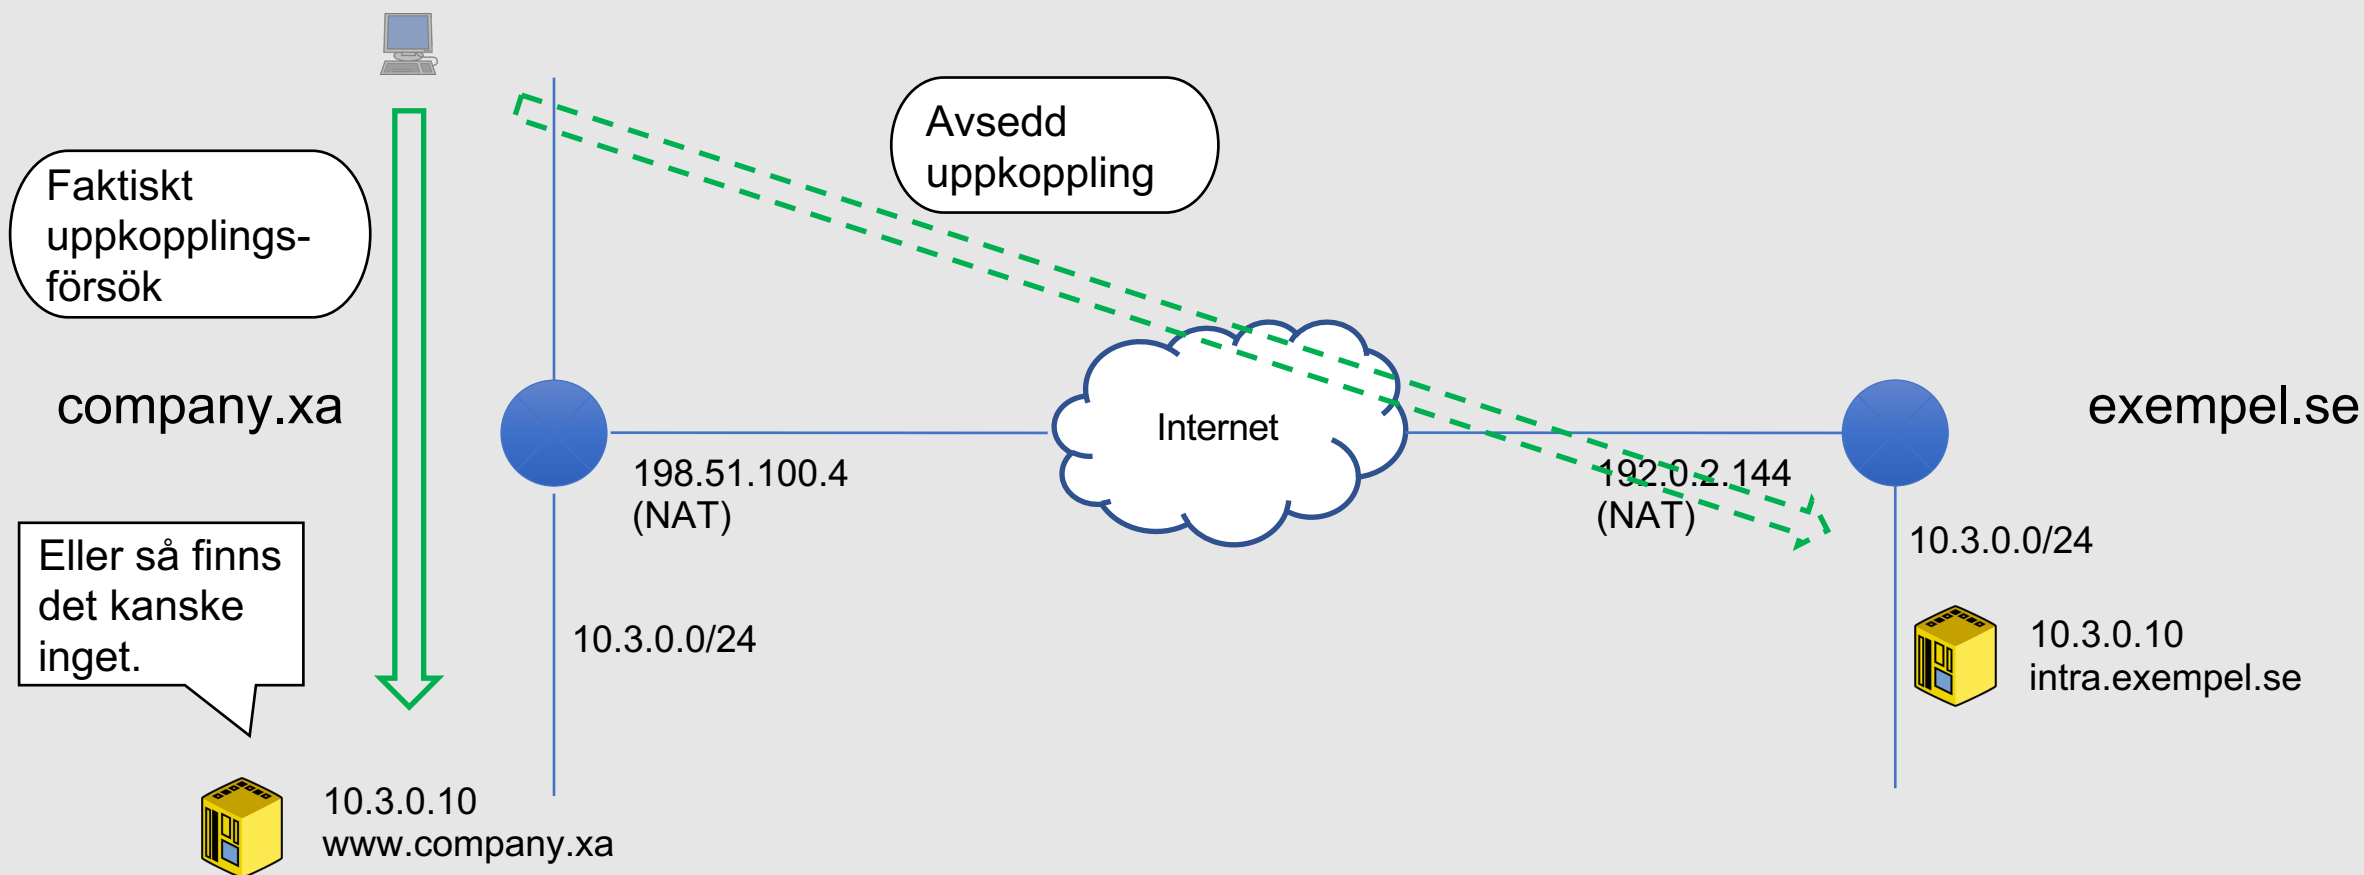 Avsedd
uppkoppling
Faktiskt
uppkopplings-
försök
company.xa
Internet
exempel.se
198.51.100.4
(NAT)
192.0.2.144
(NAT)
Eller så finns
det kanske
inget.
10.3.0.0/24
10.3.0.0/24
10.3.0.10
intra.exempel.se
10.3.0.10
www.company.xa